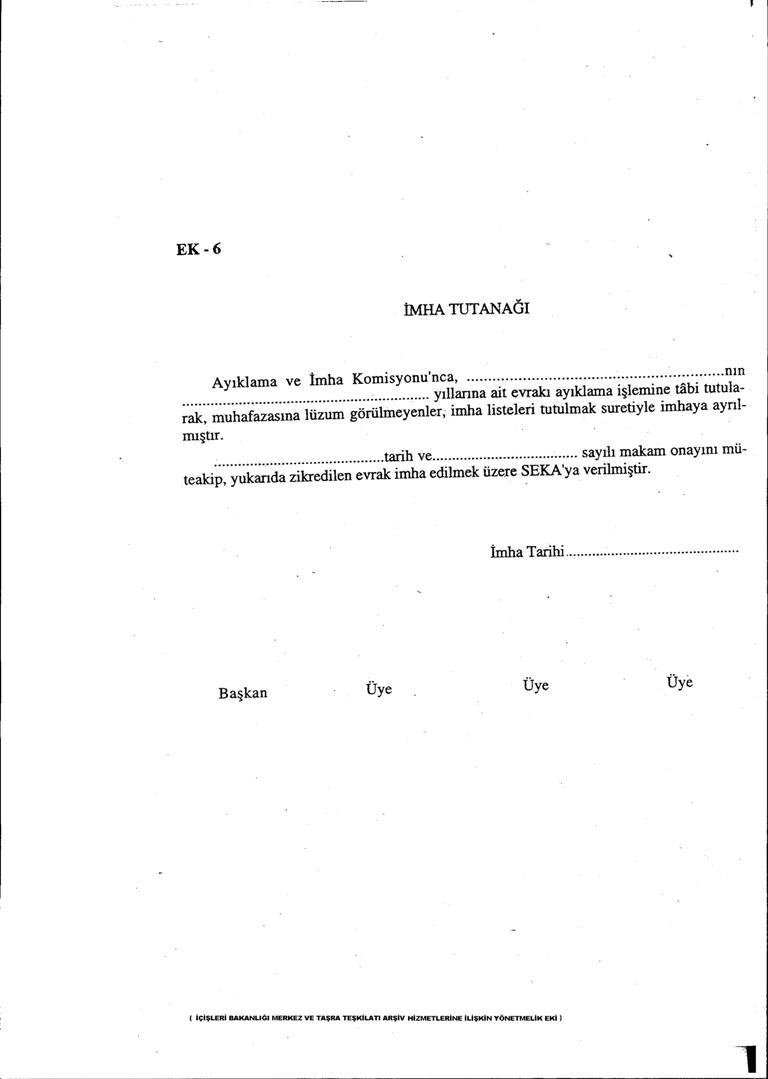 EK - 6
İMHA TUTANAĞI
Ayıklama ve İmha Komisyonu'nca, ..........................................................nın
.......................................................... yıllarına ait evrakı ayıklama işlemine tâbi tutula-
rak, muhafazasına lüzum görülmeyenler, imha listeleri tutulmak suretiyle imhaya ayrıl-
mıştır.
........................................tarih ve.................................. sayılı makam onayını mü-
teakip, yukarıda zikredilen evrak imha edilmek üzere SEKA'ya verilmiştir.
İmha Tarihi..............................................
Başkan Üye Üye Üye
( İÇİŞLERİ BAKANLIĞI MERKEZ VE TAŞRA TEŞKİLATI ARŞİV HİZMETLERİNE İLİŞKİN YÖNETMELİK EKİ )